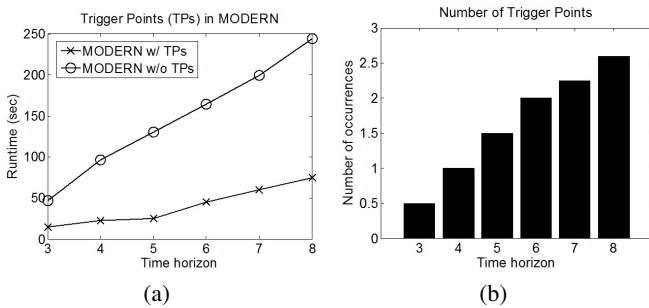 Trigger Points (TPs) in MODERN
250
200
150
100
50
0
Runtime (sec)
MODERN w/ TPs
MODERN w/o TPs
3 4 5 6 7 8
Time horizon
(a)
Number of Trigger Points
3
2.5
2
1.5
1
0.5
0
Number of occurrences
3 4 5 6 7 8
Time horizon
(b)